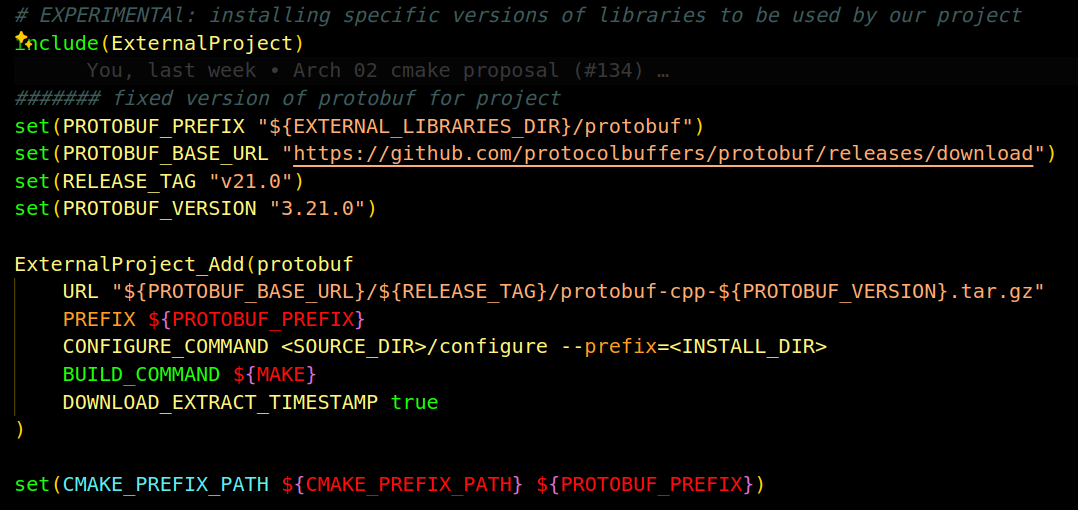 # EXPERIMENTAl: installing specific versions of libraries to be used by our project
include(ExternalProject)
You, last week • Arch 02 cmake proposal (#134) …
####### fixed version of protobuf for project
set(PROTOBUF_PREFIX "${EXTERNAL_LIBRARIES_DIR}/protobuf")
set(PROTOBUF_BASE_URL "https://github.com/protocolbuffers/protobuf/releases/download")
set(RELEASE_TAG "v21.0")
set(PROTOBUF_VERSION "3.21.0")
ExternalProject_Add(protobuf
URL "${PROTOBUF_BASE_URL}/${RELEASE_TAG}/protobuf-cpp-${PROTOBUF_VERSION}.tar.gz"
PREFIX ${PROTOBUF_PREFIX}
CONFIGURE_COMMAND <SOURCE_DIR>/configure --prefix=<INSTALL_DIR>
BUILD_COMMAND ${MAKE}
DOWNLOAD_EXTRACT_TIMESTAMP true
)
set(CMAKE_PREFIX_PATH ${CMAKE_PREFIX_PATH} ${PROTOBUF_PREFIX})